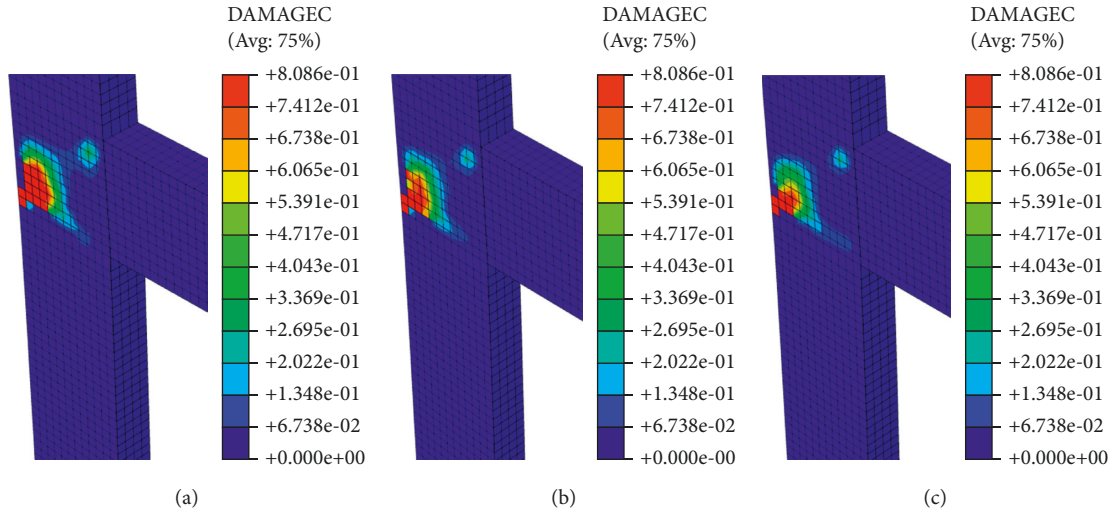 DAMAGEC
(Avg: 75%)
+8.086e-01
+7.412e-01
+6.738e-01
+6.065e-01
+5.391e-01
+4.717e-01
+4.043e-01
+3.369e-01
+2.695e-01
+2.022e-01
+1.348e-01
+6.738e-02
+0.000e+00
(a)
DAMAGEC
(Avg: 75%)
+8.086e-01
+7.412e-01
+6.738e-01
+6.065e-01
+5.391e-01
+4.717e-01
+4.043e-01
+3.369e-01
+2.695e-01
+2.022e-01
+1.348e-01
+6.738e-02
+0.000e-00
(b)
DAMAGEC
(Avg: 75%)
+8.086e-01
+7.412e-01
+6.738e-01
+6.065e-01
+5.391e-01
+4.717e-01
+4.043e-01
+3.369e-01
+2.695e-01
+2.022e-01
+1.348e-01
+6.738e-02
+0.000e+00
(c)